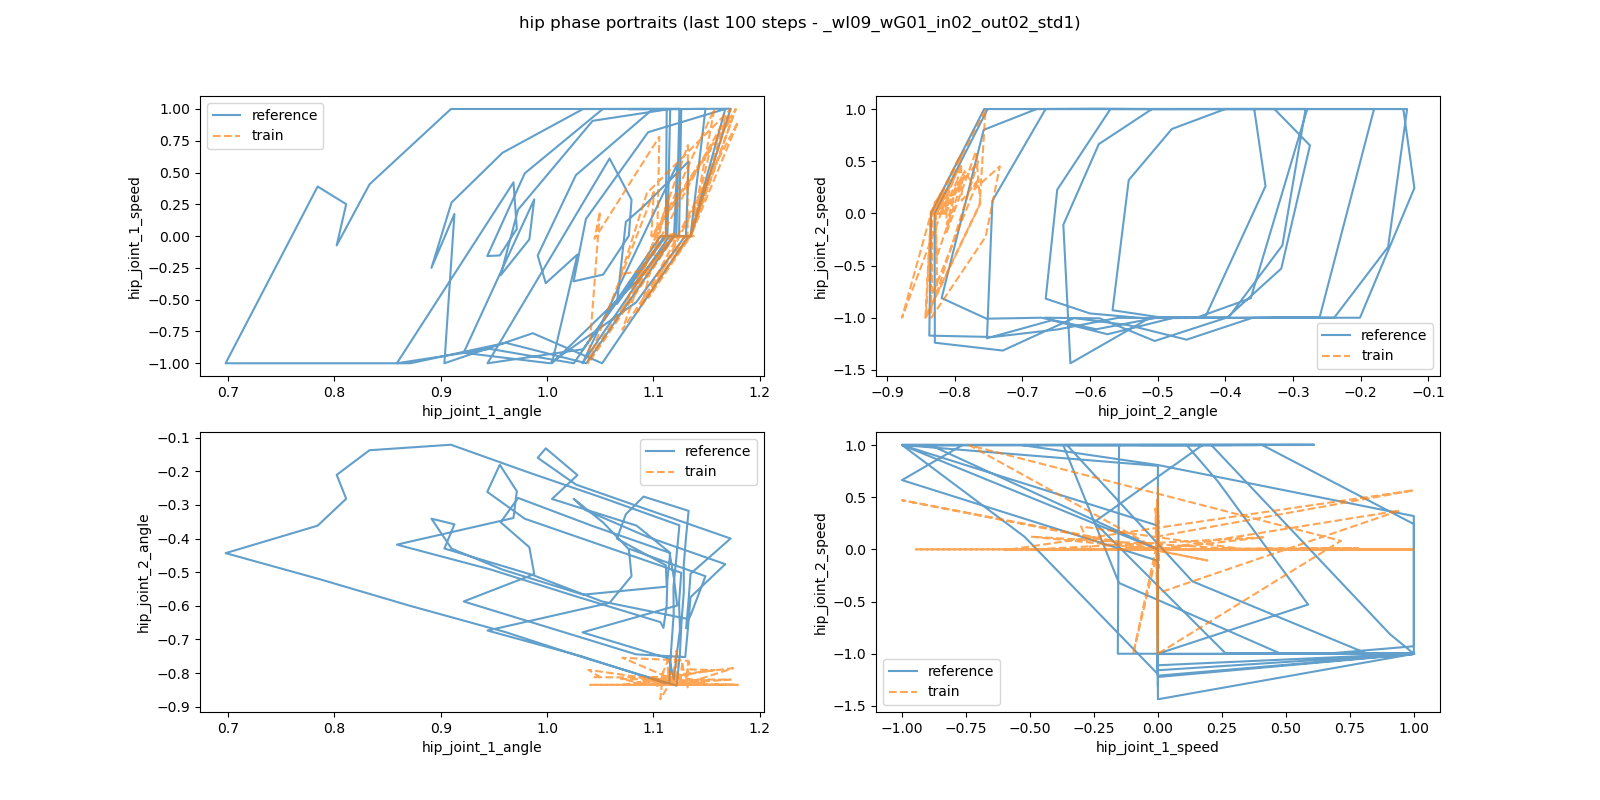 hip phase portraits (last 100 steps - _wl09_wG01_in02_out02_std1)
1.00
0.75
0.50
0.25
0.00
−0.25
−0.50
−0.75
−1.00
hip_joint_1_speed
reference
train
0.7 0.8 0.9 1.0 1.1 1.2
hip_joint_1_angle
1.0
0.5
0.0
−0.5
−1.0
−1.5
hip_joint_2_speed
reference
train
−0.9 −0.8 −0.7 −0.6 −0.5 −0.4 −0.3 −0.2 −0.1
hip_joint_2_angle
−0.1
−0.2
−0.3
−0.4
−0.5
−0.6
−0.7
−0.8
−0.9
hip_joint_2_angle
reference
train
0.7 0.8 0.9 1.0 1.1 1.2
hip_joint_1_angle
1.0
0.5
0.0
−0.5
−1.0
−1.5
hip_joint_2_speed
reference
train
−1.00 −0.75 −0.50 −0.25 0.00 0.25 0.50 0.75 1.00
hip_joint_1_speed